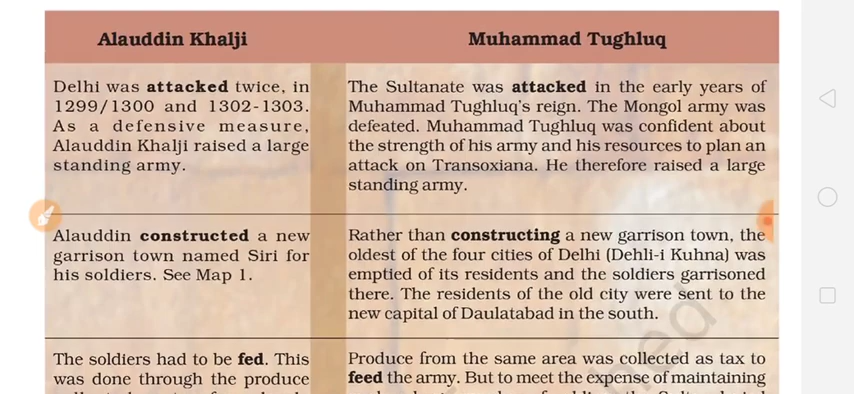 Alauddin Khalji
Muhammad Tughluq
Delhi was attacked twice, in
1299/1300 and 1302-1303.
As a defensive measure,
Alauddin Khalji raised a large
standing army.
The Sultanate was attacked in the early years of
Muhammad Tughluq's reign. The Mongol army was
defeated. Muhammad Tughluq was confident about
the strength of his army and his resources to plan an
attack on Transoxiana. He therefore raised a large
standing army.
Alauddin constructed a new
garrison town named Siri for
his soldiers. See Map 1.
Rather than constructing a new garrison town, the
oldest of the four cities of Delhi (Dehli-i Kuhna) was
emptied of its residents and the soldiers garrisoned
there. The residents of the old city were sent to the
new capital of Daulatabad in the south.
The soldiers had to be fed. This
was done through the produce
Produce from the same area was collected as tax to
feed the army. But to meet the expense of maintaining